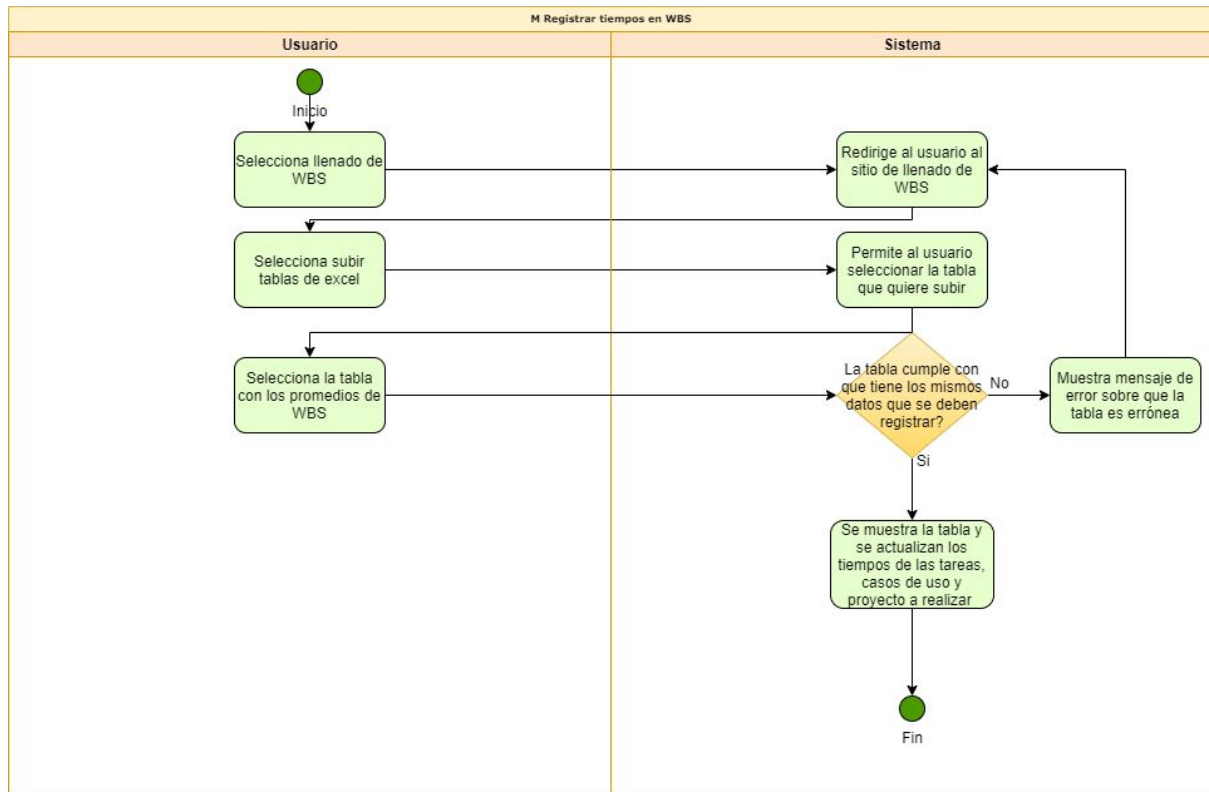 M Registrar tiempos en WBS
Usuario
Sistema
Inicio
Selecciona llenado de
WBS
Redirige al usuario al
sitio de llenado de
WBS
Selecciona subir
tablas de excel
Permite al usuario
seleccionar la tabla
que quiere subir
Selecciona la tabla
con los promedios de
WBS
La tabla cumple con
que tiene los mismos
datos que se deben
registrar?
No
Muestra mensaje de
error sobre que la
tabla es errónea
Si
Se muestra la tabla y
se actualizan los
tiempos de las tareas,
casos de uso y
proyecto a realizar
Fin